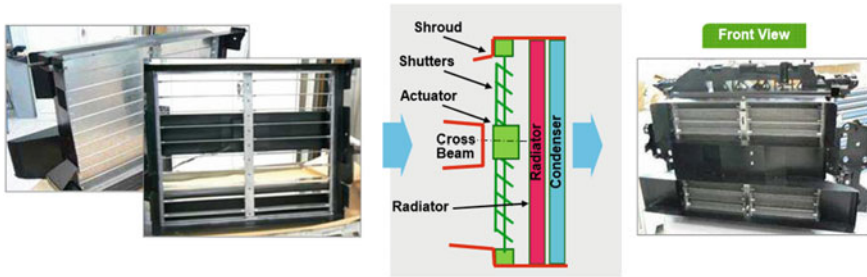 Shroud
Shutters
Actuator
Cross
Beam
Radiator
Radiator
Condenser
Front View